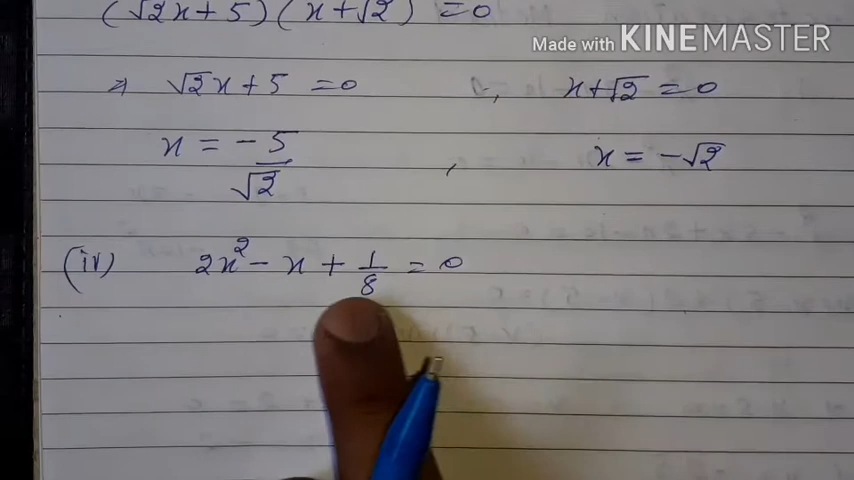 (√2x + 5) (x + √2) = 0
Made with KINEMASTER
⇒ √2x + 5 = 0 , x + √2 = 0
x = -5/√2 , x = -√2
(iv) 2x² - x + 1/8 = 0